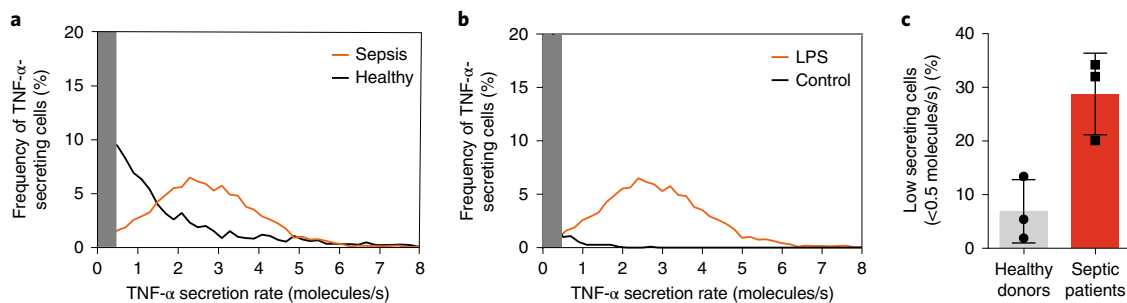 a
Frequency of TNF-α-
secreting cells (%)
20
15
10
5
0
Sepsis
Healthy
0 1 2 3 4 5 6 7 8
TNF-α secretion rate (molecules/s)
b
Frequency of TNF-α-
secreting cells (%)
20
15
10
5
0
LPS
Control
0 1 2 3 4 5 6 7 8
TNF-α secretion rate (molecules/s)
c
Low secreting cells
(<0.5 molecules/s) (%)
40
30
20
10
0
Healthy
donors
Septic
patients